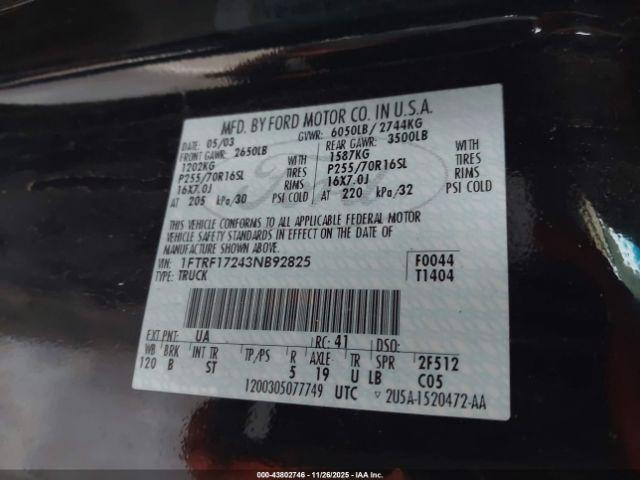 MFD. BY FORD MOTOR CO. IN U.S.A.
05/03 GVWR: 6050LB/ 2744KG
FRONT GAWR: 2650LB REAR GAWR: 3500LB
1202KG WITH 1587KG WITH
P255/70R16SL TIRES P255/70R16SL TIRES
16X7.0J RIMS 16X7.0J RIMS
AT 205 kPa/30 PSI COLD AT 220 kPa/32 PSI COLD
THIS VEHICLE CONFORMS TO ALL APPLICABLE FEDERAL MOTOR
VEHICLE SAFETY STANDARDS IN EFFECT ON THE DATE OF
MANUFACTURE SHOWN ABOVE.
VIN: 1FTRF17243NB92825 F0044
TYPE: TRUCK T1404
EXT PNT: UA RC: 41 DSO:
WB BRK INT TR TP/PS R AXLE TR SPR 2F512
120 B ST 5 19 U LB C05
1200305077749 UTC ▽ 2U5A-1520472-AA
000-43802746 - 11/26/2025 - IAA Inc.